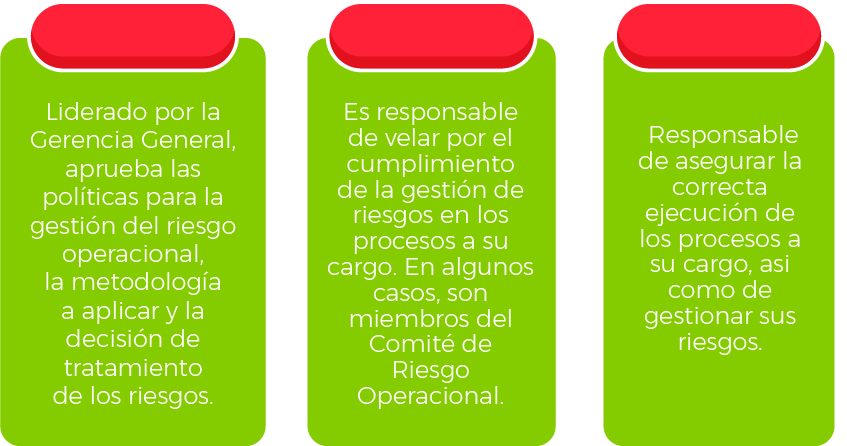 Liderado por la
Gerencia General,
aprueba las
políticas para la
gestión del riesgo
operacional,
la metodología
a aplicar y la
decisión de
tratamiento
de los riesgos.
Es responsable
de velar por el
cumplimiento
de la gestión de
riesgos en los
procesos a su
cargo. En algunos
casos, son
miembros del
Comité de
Riesgo
Operacional.
Responsable
de asegurar la
correcta
ejecución de
los procesos a
su cargo, asi
como de
gestionar sus
riesgos.